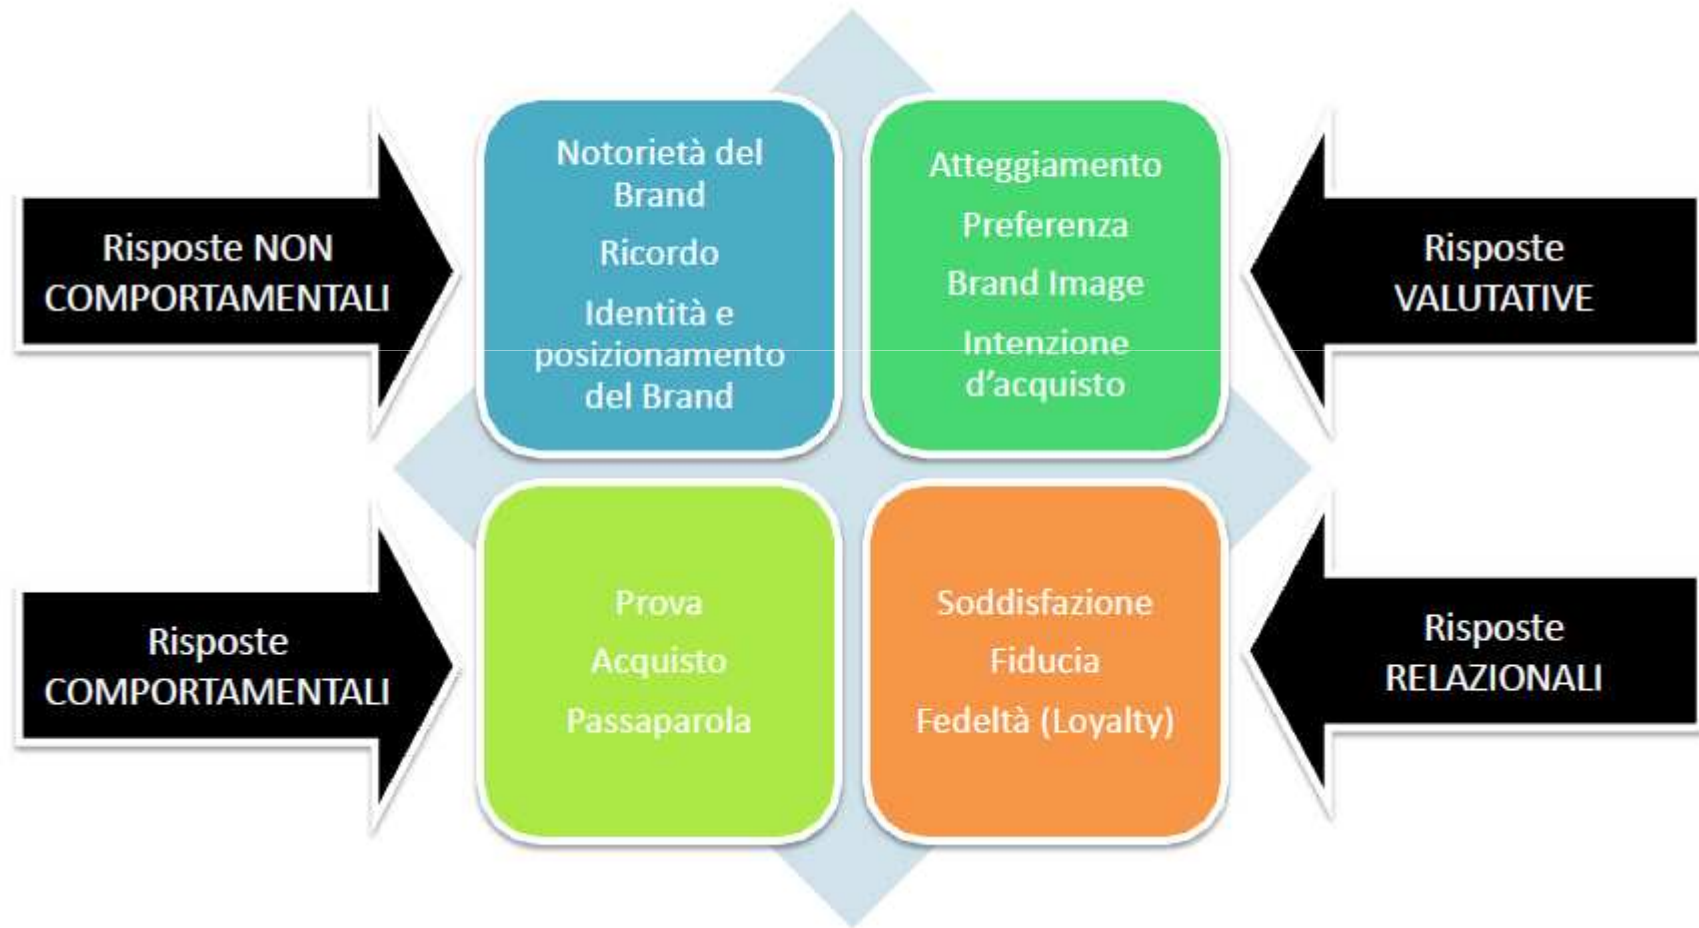 Risposte NON
COMPORTAMENTALI
Notorietà del
Brand
Ricordo
Identità e
posizionamento
del Brand
Atteggiamento
Preferenza
Brand Image
Intenzione
d’acquisto
Risposte
VALUTATIVE
Risposte
COMPORTAMENTALI
Prova
Acquisto
Passaparola
Soddisfazione
Fiducia
Fedeltà (Loyalty)
Risposte
RELAZIONALI